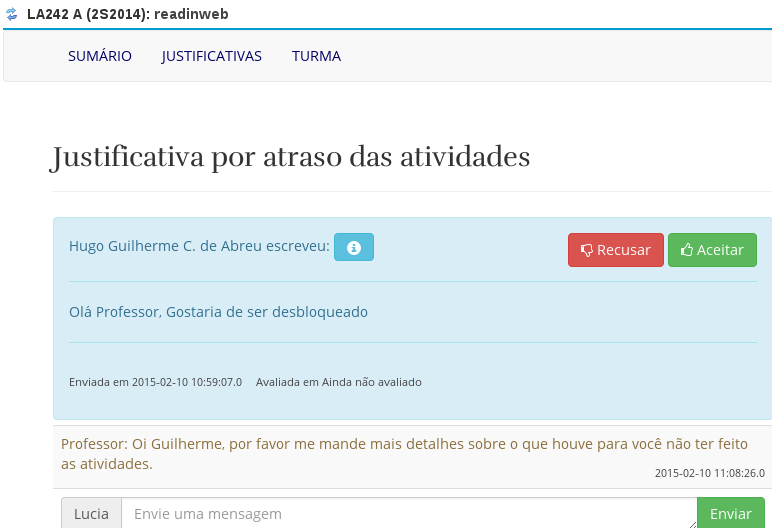 LA242 A (2S2014): readinweb
SUMÁRIO JUSTIFICATIVAS TURMA
Justificativa por atraso das atividades
Hugo Guilherme C. de Abreu escreveu: Recusar Aceitar
Olá Professor, Gostaria de ser desbloqueado
Enviada em 2015-02-10 10:59:07.0 Avaliada em Ainda não avaliado
Professor: Oi Guilherme, por favor me mande mais detalhes sobre o que houve para você não ter feito
as atividades.
2015-02-10 11:08:26.0
Lucia Envie uma mensagem Enviar